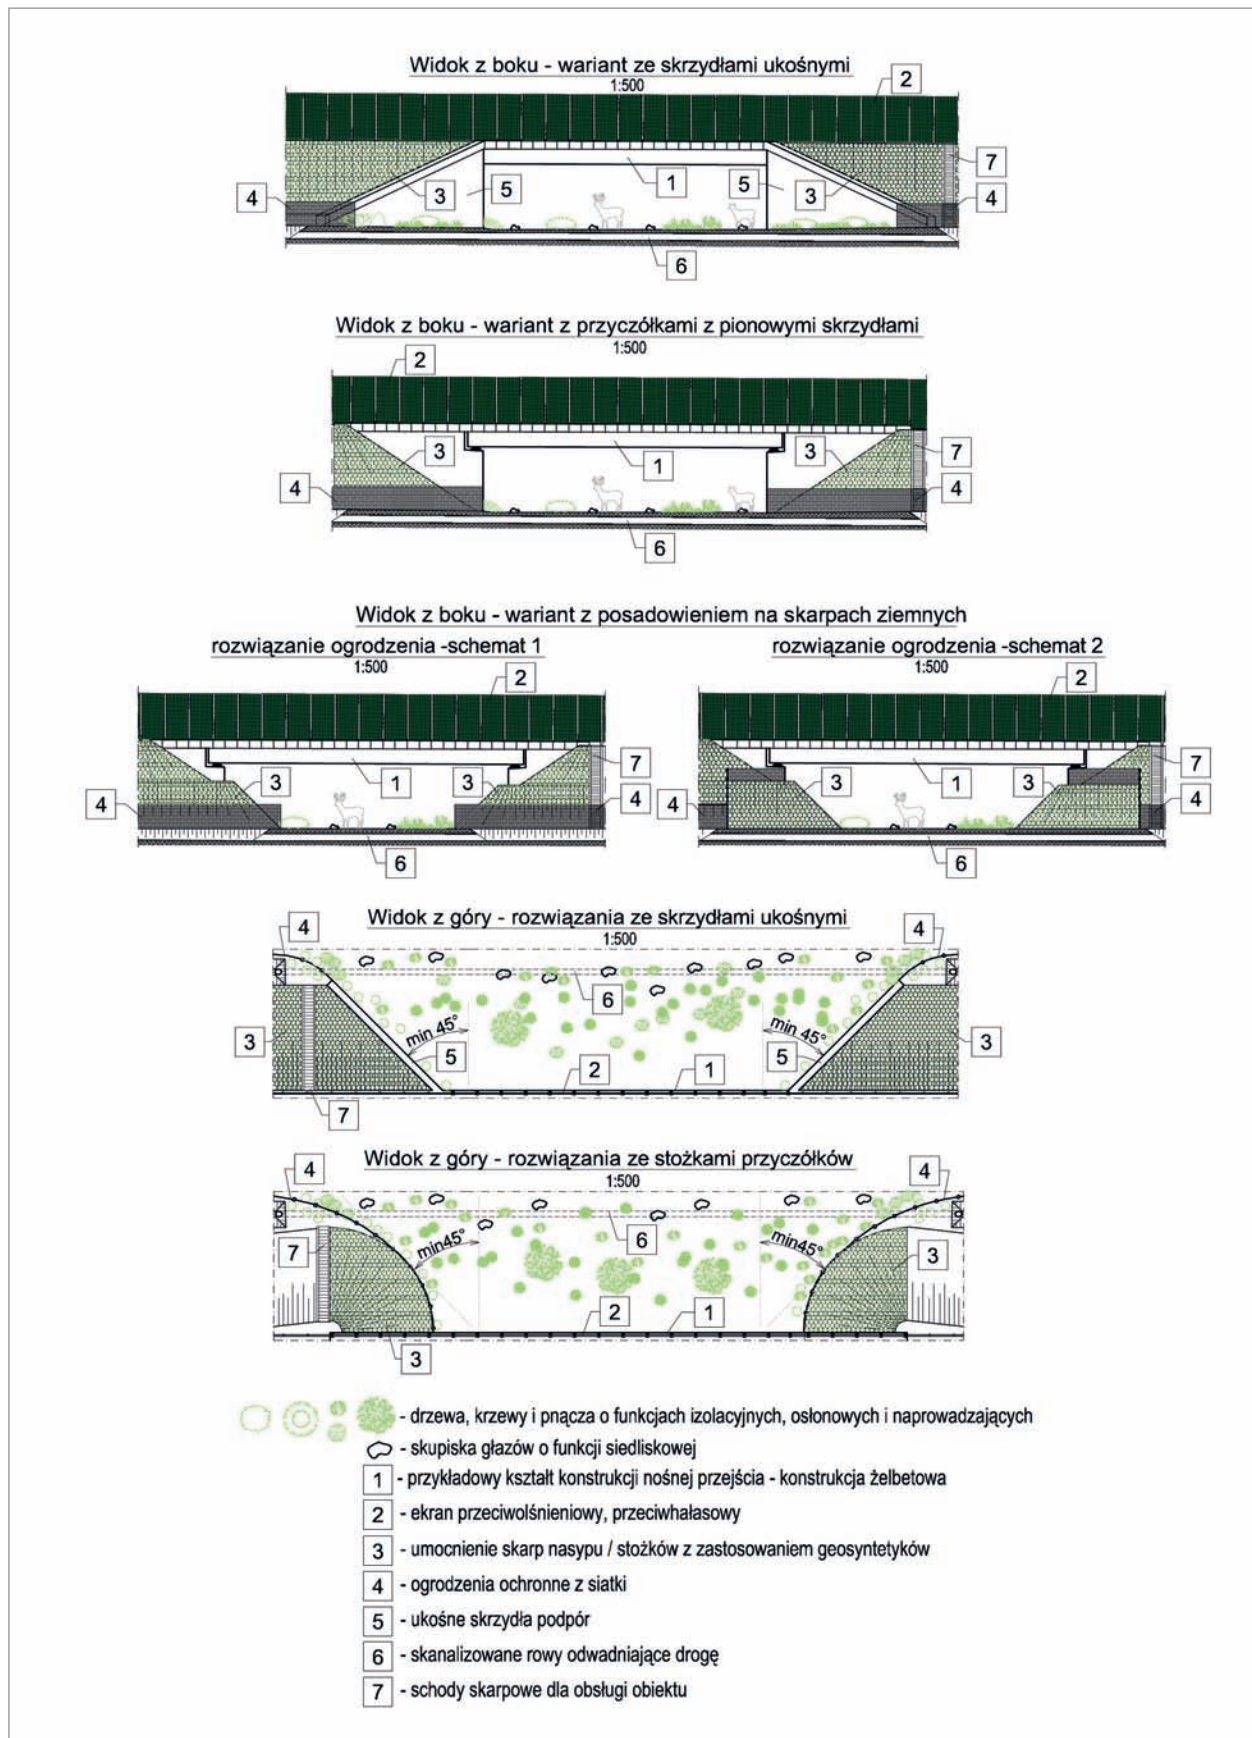 Widok z boku - wariant ze skrzydłami ukośnymi
1:500
2
7
4
3
5
1
5
3
4
6
Widok z boku - wariant z przyczółkami z pionowymi skrzydłami
1:500
2
3
1
3
7
4
4
6
Widok z boku - wariant z posadowieniem na skarpach ziemnych
rozwiązanie ogrodzenia -schemat 1
1:500
2
7
3
1
3
4
4
6
rozwiązanie ogrodzenia -schemat 2
1:500
2
7
3
1
3
4
4
6
Widok z góry - rozwiązania ze skrzydłami ukośnymi
1:500
4
4
6
min 45°
min 45°
3
5
5
3
2
1
7
Widok z góry - rozwiązania ze stożkami przyczółków
1:500
4
4
6
7
min45°
min45°
3
2
1
3
- drzewa, krzewy i pnącza o funkcjach izolacyjnych, osłonowych i naprowadzających
- skupiska głazów o funkcji siedliskowej
1 - przykładowy kształt konstrukcji nośnej przejścia - konstrukcja żelbetowa
2 - ekran przeciwolśnieniowy, przeciwhałasowy
3 - umocnienie skarp nasypu / stożków z zastosowaniem geosyntetyków
4 - ogrodzenia ochronne z siatki
5 - ukośne skrzydła podpór
6 - skanalizowane rowy odwadniające drogę
7 - schody skarpowe dla obsługi obiektu